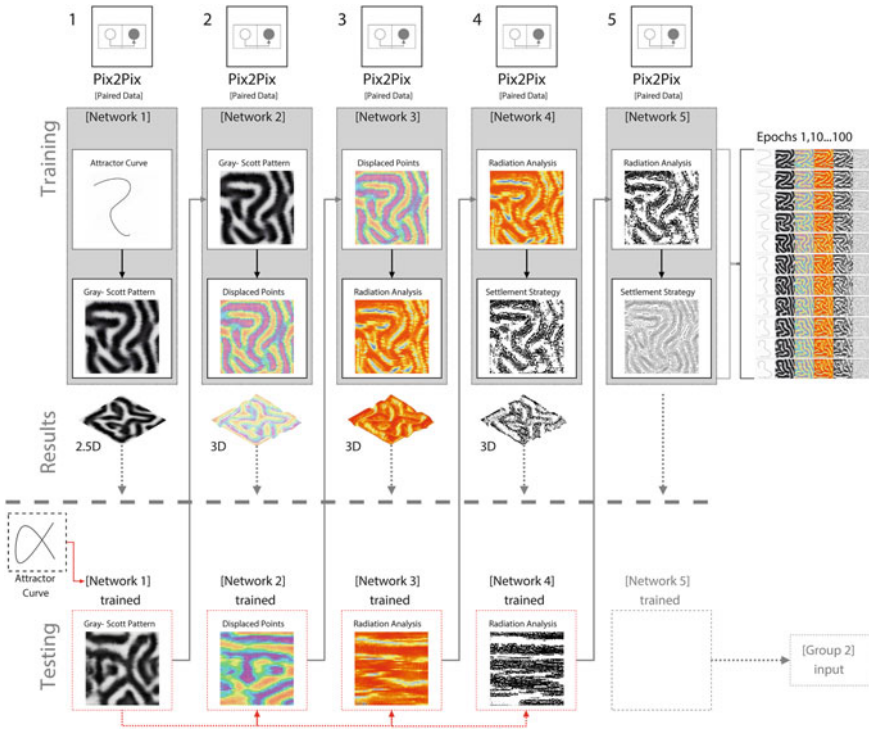 1
2
3
4
5
Pix2Pix
Pix2Pix
Pix2Pix
Pix2Pix
Pix2Pix
[Paired Data]
[Paired Data]
[Paired Data]
[Paired Data]
[Paired Data]
Training
[Network 1]
[Network 2]
[Network 3]
[Network 4]
[Network 5]
Epochs 1,10...100
Attractor Curve
Gray- Scott Pattern
Displaced Points
Radiation Analysis
Radiation Analysis
Gray- Scott Pattern
Displaced Points
Radiation Analysis
Settlement Strategy
Settlement Strategy
Results
2.5D
3D
3D
3D
Attractor
Curve
Testing
[Network 1]
trained
[Network 2]
trained
[Network 3]
trained
[Network 4]
trained
[Network 5]
trained
Gray- Scott Pattern
Displaced Points
Radiation Analysis
Radiation Analysis
[Group 2]
input